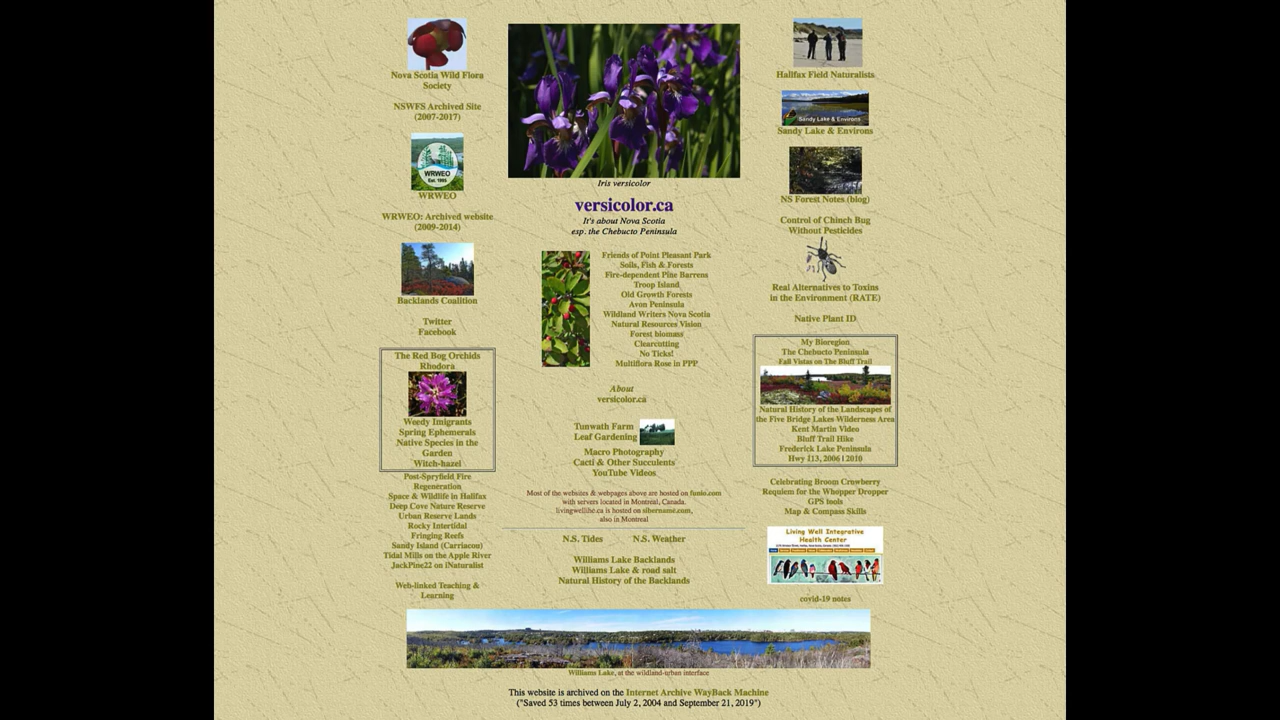 Nova Scotia Wild Flora
Society
NSWFS Archived Site
(2007-2017)
WRWEO
Est. 1995
WRWEO
WRWEO: Archived website
(2009-2014)
Backlands Coalition
Twitter
Facebook
The Red Bog Orchids
Rhodora
Weedy Imigrants
Spring Ephemerals
Native Species in the
Garden
Witch-hazel
Post-Spryfield Fire
Regeneration
Space & Wildlife in Halifax
Deep Cove Nature Reserve
Urban Reserve Lands
Rocky Intertidal
Fringing Reefs
Sandy Island (Carriacou)
Tidal Mills on the Apple River
JackPine22 on iNaturalist
Web-linked Teaching &
Learning
Iris versicolor
versicolor.ca
It's about Nova Scotia
esp. the Chebucto Peninsula
Friends of Point Pleasant Park
Soils, Fish & Forests
Fire-dependent Pine Barrens
Troop Island
Old Growth Forests
Avon Peninsula
Wildland Writers Nova Scotia
Natural Resources Vision
Forest biomass
Clearcutting
No Ticks!
Multiflora Rose in PPP
About
versicolor.ca
Tunwath Farm
Leaf Gardening
Macro Photography
Cacti & Other Succulents
YouTube Videos
Most of the websites & webpages above are hosted on funio.com
with servers located in Montreal, Canada.
livingwellihc.ca is hosted on sibername.com,
also in Montreal
N.S. Tides N.S. Weather
Williams Lake Backlands
Williams Lake & road salt
Natural History of the Backlands
Halifax Field Naturalists
Sandy Lake & Environs
Sandy Lake & Environs
NS Forest Notes (blog)
Control of Chinch Bug
Without Pesticides
Real Alternatives to Toxins
in the Environment (RATE)
Native Plant ID
My Bioregion
The Chebucto Peninsula
Fall Vistas on The Bluff Trail
Natural History of the Landscapes of
the Five Bridge Lakes Wilderness Area
Kent Martin Video
Bluff Trail Hike
Frederick Lake Peninsula
Hwy 113, 2006 | 2010
Celebrating Broom Crowberry
Requiem for the Whopper Dropper
GPS tools
Map & Compass Skills
Living Well Integrative
Health Center
covid-19 notes
Williams Lake, at the wildland-urban interface
This website is archived on the Internet Archive WayBack Machine
("Saved 53 times between July 2, 2004 and September 21, 2019")